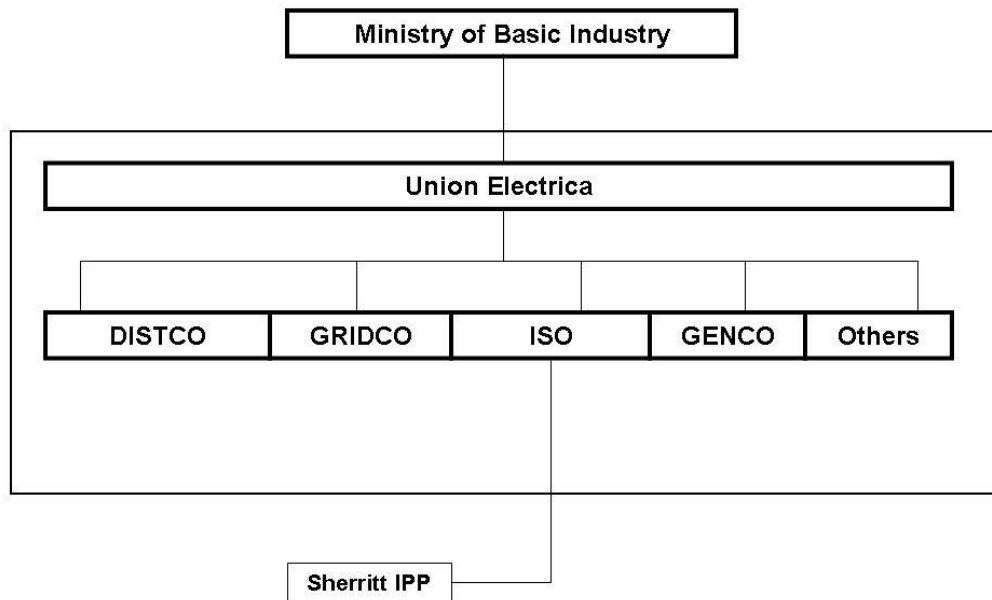 Ministry of Basic Industry
Union Electrica
DISTCO GRIDCO ISO GENCO Others
Sherritt IPP